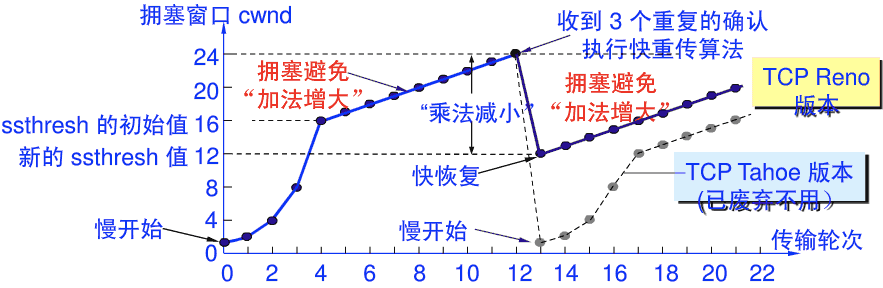 拥塞窗口 cwnd
收到 3 个重复的确认
执行快重传算法
24
20
16
12
8
4
0
拥塞避免
“加法增大”
“乘法减小”
拥塞避免
“加法增大”
TCP Reno
版本
ssthresh 的初始值
新的 ssthresh 值
快恢复
TCP Tahoe 版本
(已废弃不用)
慢开始
慢开始
传输轮次
0 2 4 6 8 10 12 14 16 18 20 22